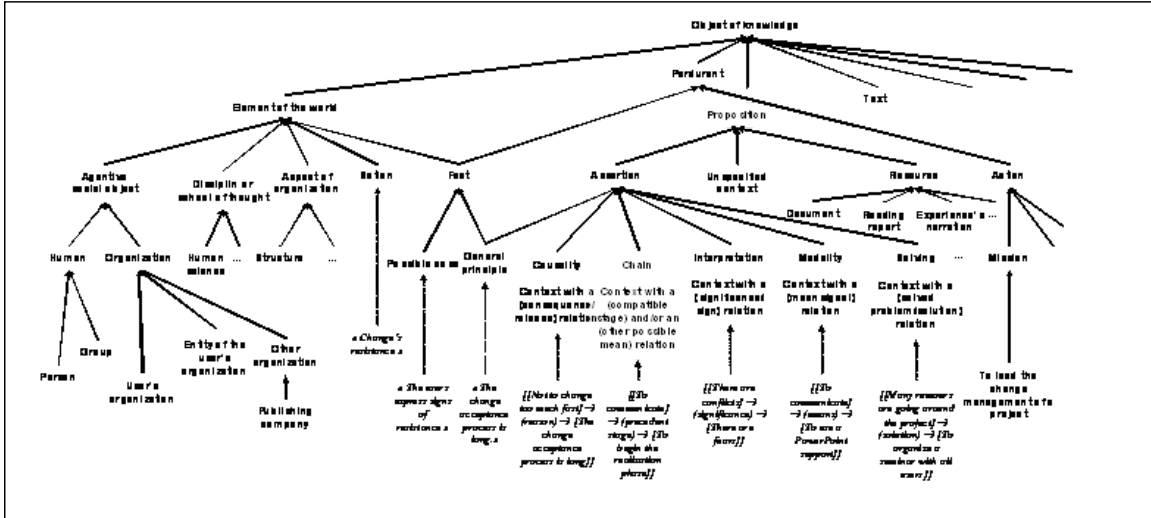 Object of knowledge
Perdurant
Text
Element of the world
Proposition
Agentive
social object
Disciplin or
school of thought
Aspect of
organization
Notion
Fact
Assertion
Unspecified
context
Resource
Action
Document
Reading
report
Experience's
narration
...
Human
Organization
Human
science
...
Structure
...
Possible case
General
principle
Causality
Chain
Interpretation
Modality
Solving
...
Mission
Context with a
(consequence/
reason) relation
Context with a
(compatible
stage) and/or an
(other possible
mean) relation
Context with a
(significance/
sign) relation
Context with a
(mean/goal)
relation
Context with a
(solved
problem/solution)
relation
Person
Group
User's
organization
Entity of the
user's
organization
Other
organization
Publishing
company
« Change's
resistance »
« The users
express signs
of
resistance »
« The
change
acceptance
process is long »
[[Not to change
too much first] →
(reason) → [The
change
acceptance
process is long]]
[[To
communicate]
→ (precedent
stage) → [To
begin the
realization
phase]]
[[There are
conflicts] →
(significance) →
[There are
fears]]
[[To
communicate]
→ (means) →
[To use a
PowerPoint
support]]
[[Many rumours
are going around
the project] →
(solution) → [To
organize a
seminar with all
users]]
To lead the
change
management of a
project